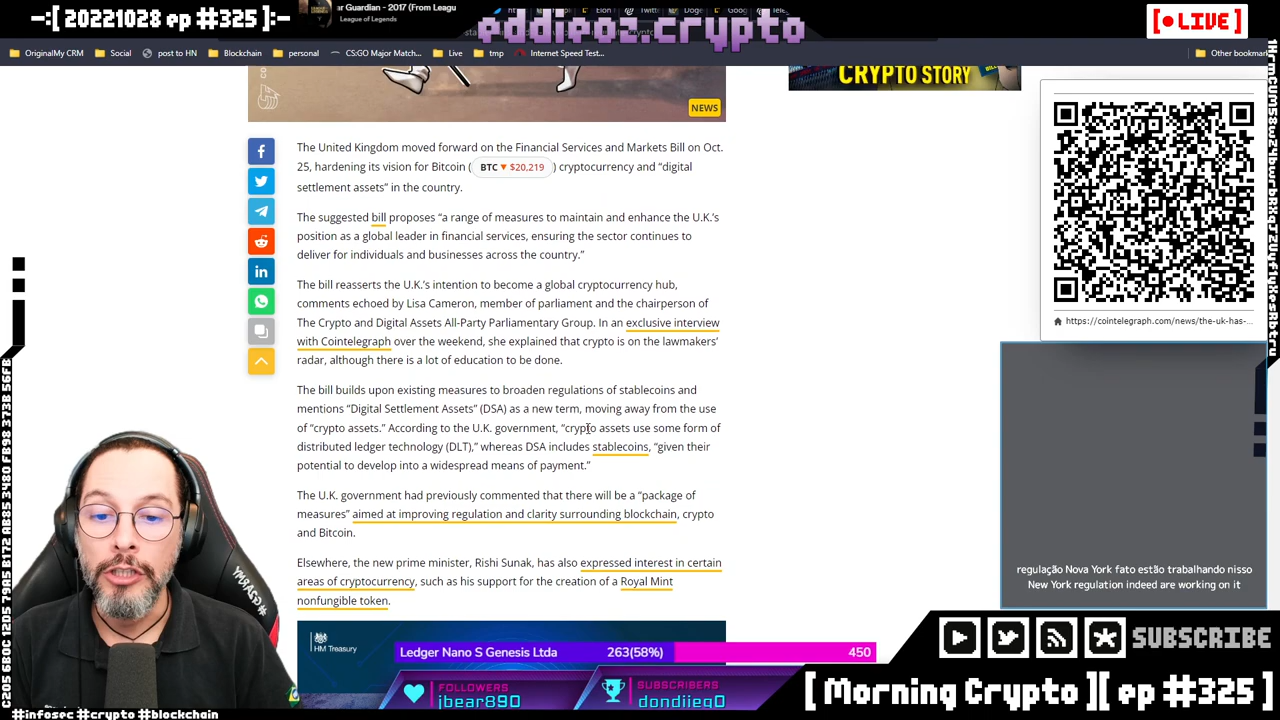 -:[ 20221028 ep #325 ]:-
ar Guardian - 2017 (From Leagu
League of Legends
eddieoz.crypto
[ LIVE ]
OriginalMy CRM
Social
post to HN
Blockchain
personal
CS:GO Major Match...
Live
tmp
Internet Speed Test...
Other bookmar
CRYPTO STORY
NEWS
The United Kingdom moved forward on the Financial Services and Markets Bill on Oct.
25, hardening its vision for Bitcoin ( BTC ▼ $20,219 ) cryptocurrency and “digital
settlement assets” in the country.
The suggested bill proposes “a range of measures to maintain and enhance the U.K.’s
position as a global leader in financial services, ensuring the sector continues to
deliver for individuals and businesses across the country.”
The bill reasserts the U.K.’s intention to become a global cryptocurrency hub,
comments echoed by Lisa Cameron, member of parliament and the chairperson of
The Crypto and Digital Assets All-Party Parliamentary Group. In an exclusive interview
with Cointelegraph over the weekend, she explained that crypto is on the lawmakers’
radar, although there is a lot of education to be done.
The bill builds upon existing measures to broaden regulations of stablecoins and
mentions “Digital Settlement Assets” (DSA) as a new term, moving away from the use
of “crypto assets.” According to the U.K. government, “crypto assets use some form of
distributed ledger technology (DLT),” whereas DSA includes stablecoins, “given their
potential to develop into a widespread means of payment.”
The U.K. government had previously commented that there will be a “package of
measures” aimed at improving regulation and clarity surrounding blockchain, crypto
and Bitcoin.
Elsewhere, the new prime minister, Rishi Sunak, has also expressed interest in certain
areas of cryptocurrency, such as his support for the creation of a Royal Mint
nonfungible token.
HM Treasury
https://cointelegraph.com/news/the-uk-has-...
regulação Nova York fato estão trabalhando nisso
New York regulation indeed are working on it
Ledger Nano S Genesis Ltda
263(58%)
450
FOLLOWERS
jbear890
SUBSCRIBERS
dondiieg0
SUBSCRIBE
[ Morning Crypto ][ ep #325 ]
#infosec #crypto #blockchain